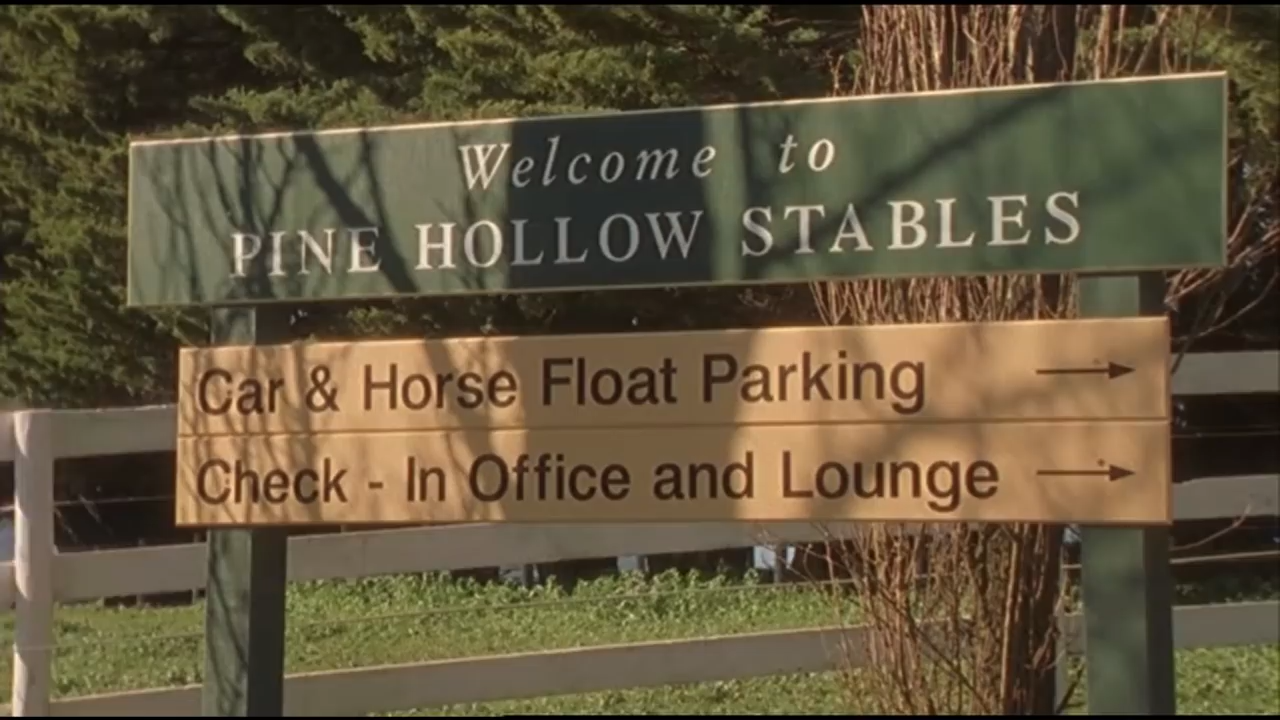 Welcome to
PINE HOLLOW STABLES
Car & Horse Float Parking
Check - In Office and Lounge